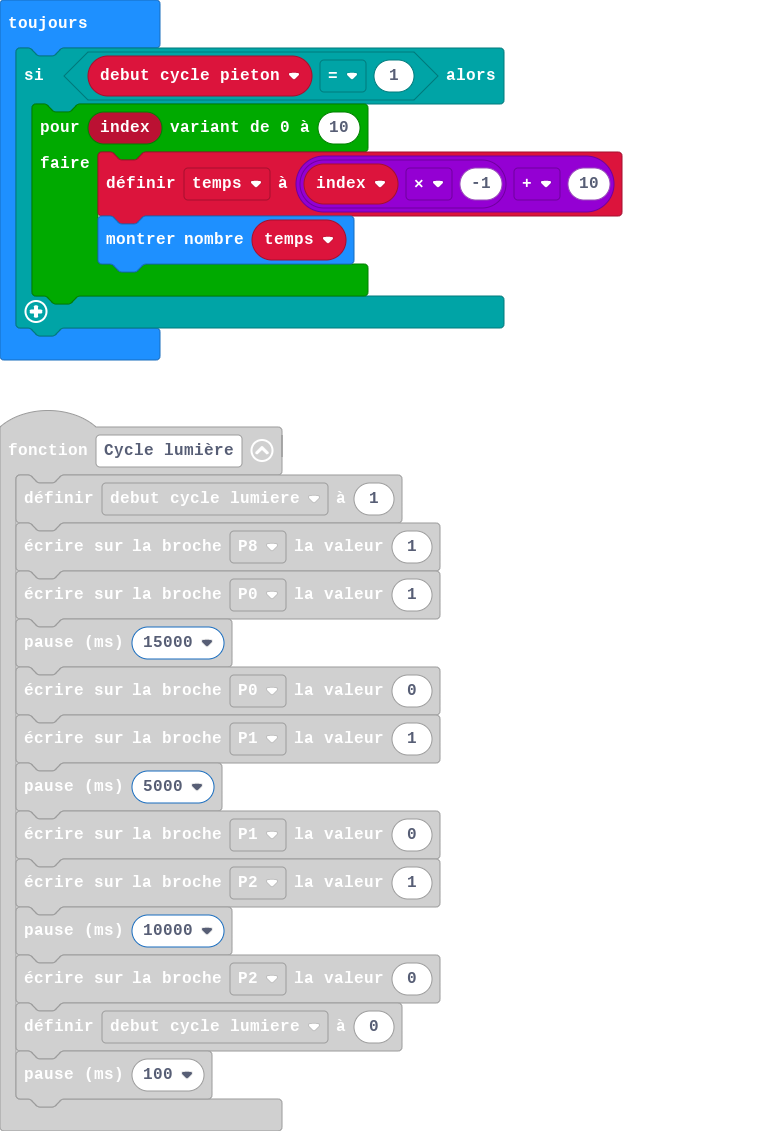 toujours
si debut cycle pieton = 1 alors
pour index variant de 0 à 10
faire
définir temps à index × -1 + 10
montrer nombre temps
fonction Cycle lumière
définir debut cycle lumiere à 1
écrire sur la broche P8 la valeur 1
écrire sur la broche P0 la valeur 1
pause (ms) 15000
écrire sur la broche P0 la valeur 0
écrire sur la broche P1 la valeur 1
pause (ms) 5000
écrire sur la broche P1 la valeur 0
écrire sur la broche P2 la valeur 1
pause (ms) 10000
écrire sur la broche P2 la valeur 0
définir debut cycle lumiere à 0
pause (ms) 100